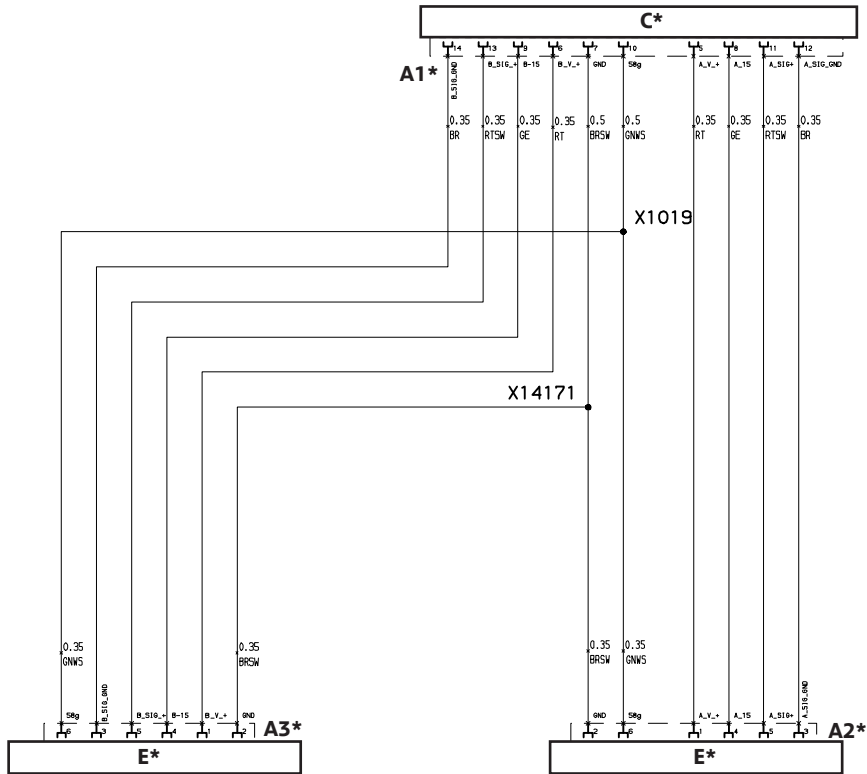 C*
14 13 9 6 7 10 5 8 11 12
A1* B_SIG_GND B_SIG_+ B-15 B_V_+ GND 58g A_V_+ A_15 A_SIG+ A_SIG_GND
0.35 0.35 0.35 0.35 0.5 0.5 0.35 0.35 0.35 0.35
BR RTSW GE RT BRSW GNWS RT GE RTSW BR
X1019
X14171
0.35 0.35 0.35 0.35
GNWS BRSW BRSW GNWS
58g B_SIG_GND B_SIG_+ B-15 B_V_+ GND A3* GND 58g A_V_+ A_15 A_SIG+ A_SIG_GND A2*
6 3 5 4 1 2 2 6 1 4 5 3
E* E*